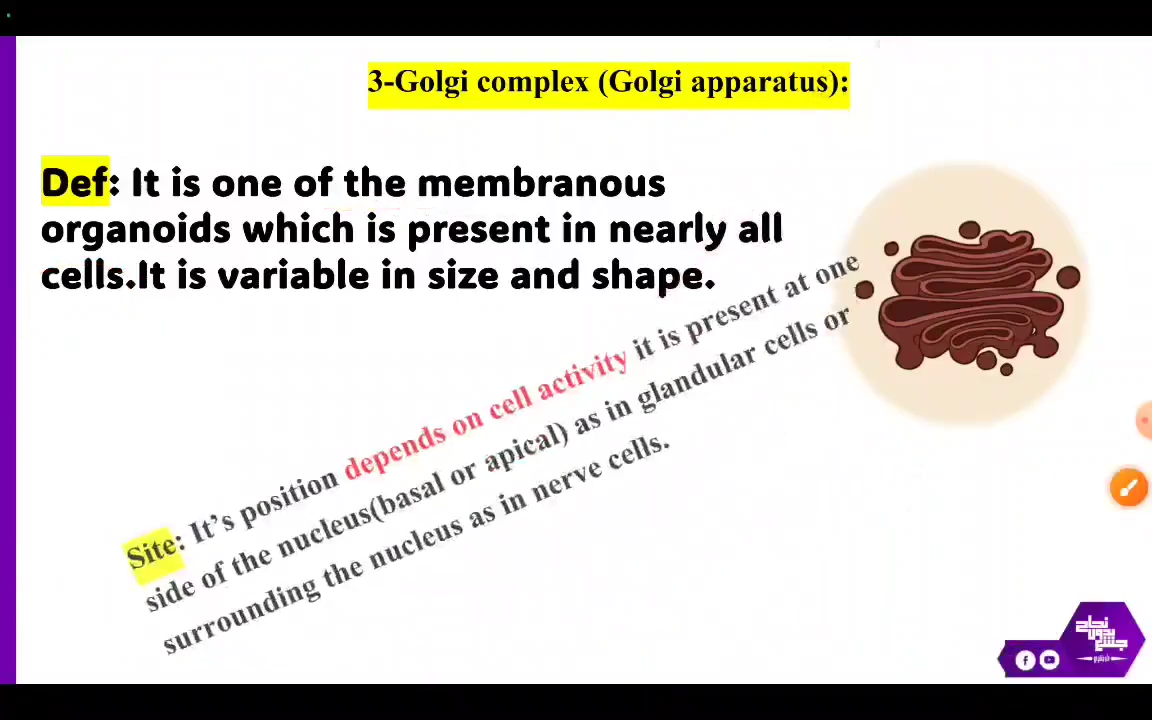 3-Golgi complex (Golgi apparatus):
Def: It is one of the membranous
organoids which is present in nearly all
cells.It is variable in size and shape.
Site: It’s position depends on cell activity it is present at one
side of the nucleus(basal or apical) as in glandular cells or
surrounding the nucleus as in nerve cells.
نجاح
بدون